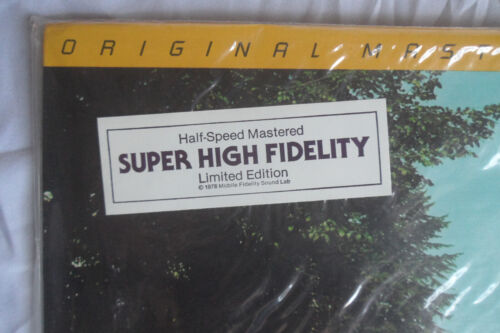 ORIGINAL MAST
Half-Speed Mastered
SUPER HIGH FIDELITY
Limited Edition
© 1978 Mobile Fidelity Sound Lab